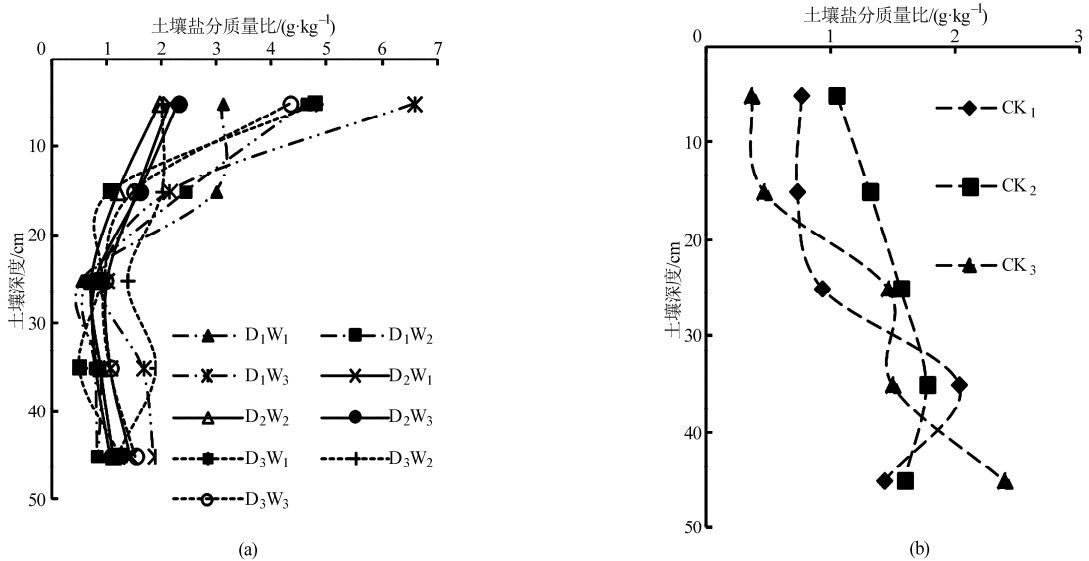 土壤盐分质量比/(g·kg⁻¹)
0 1 2 3 4 5 6 7
10
20
30
40
50
土壤深度/cm
D₁W₁ D₁W₂
D₁W₃ D₂W₁
D₂W₂ D₂W₃
D₃W₁ D₃W₂
D₃W₃
(a)
土壤盐分质量比/(g·kg⁻¹)
0 1 2 3
10
20
30
40
50
土壤深度/cm
CK₁
CK₂
CK₃
(b)